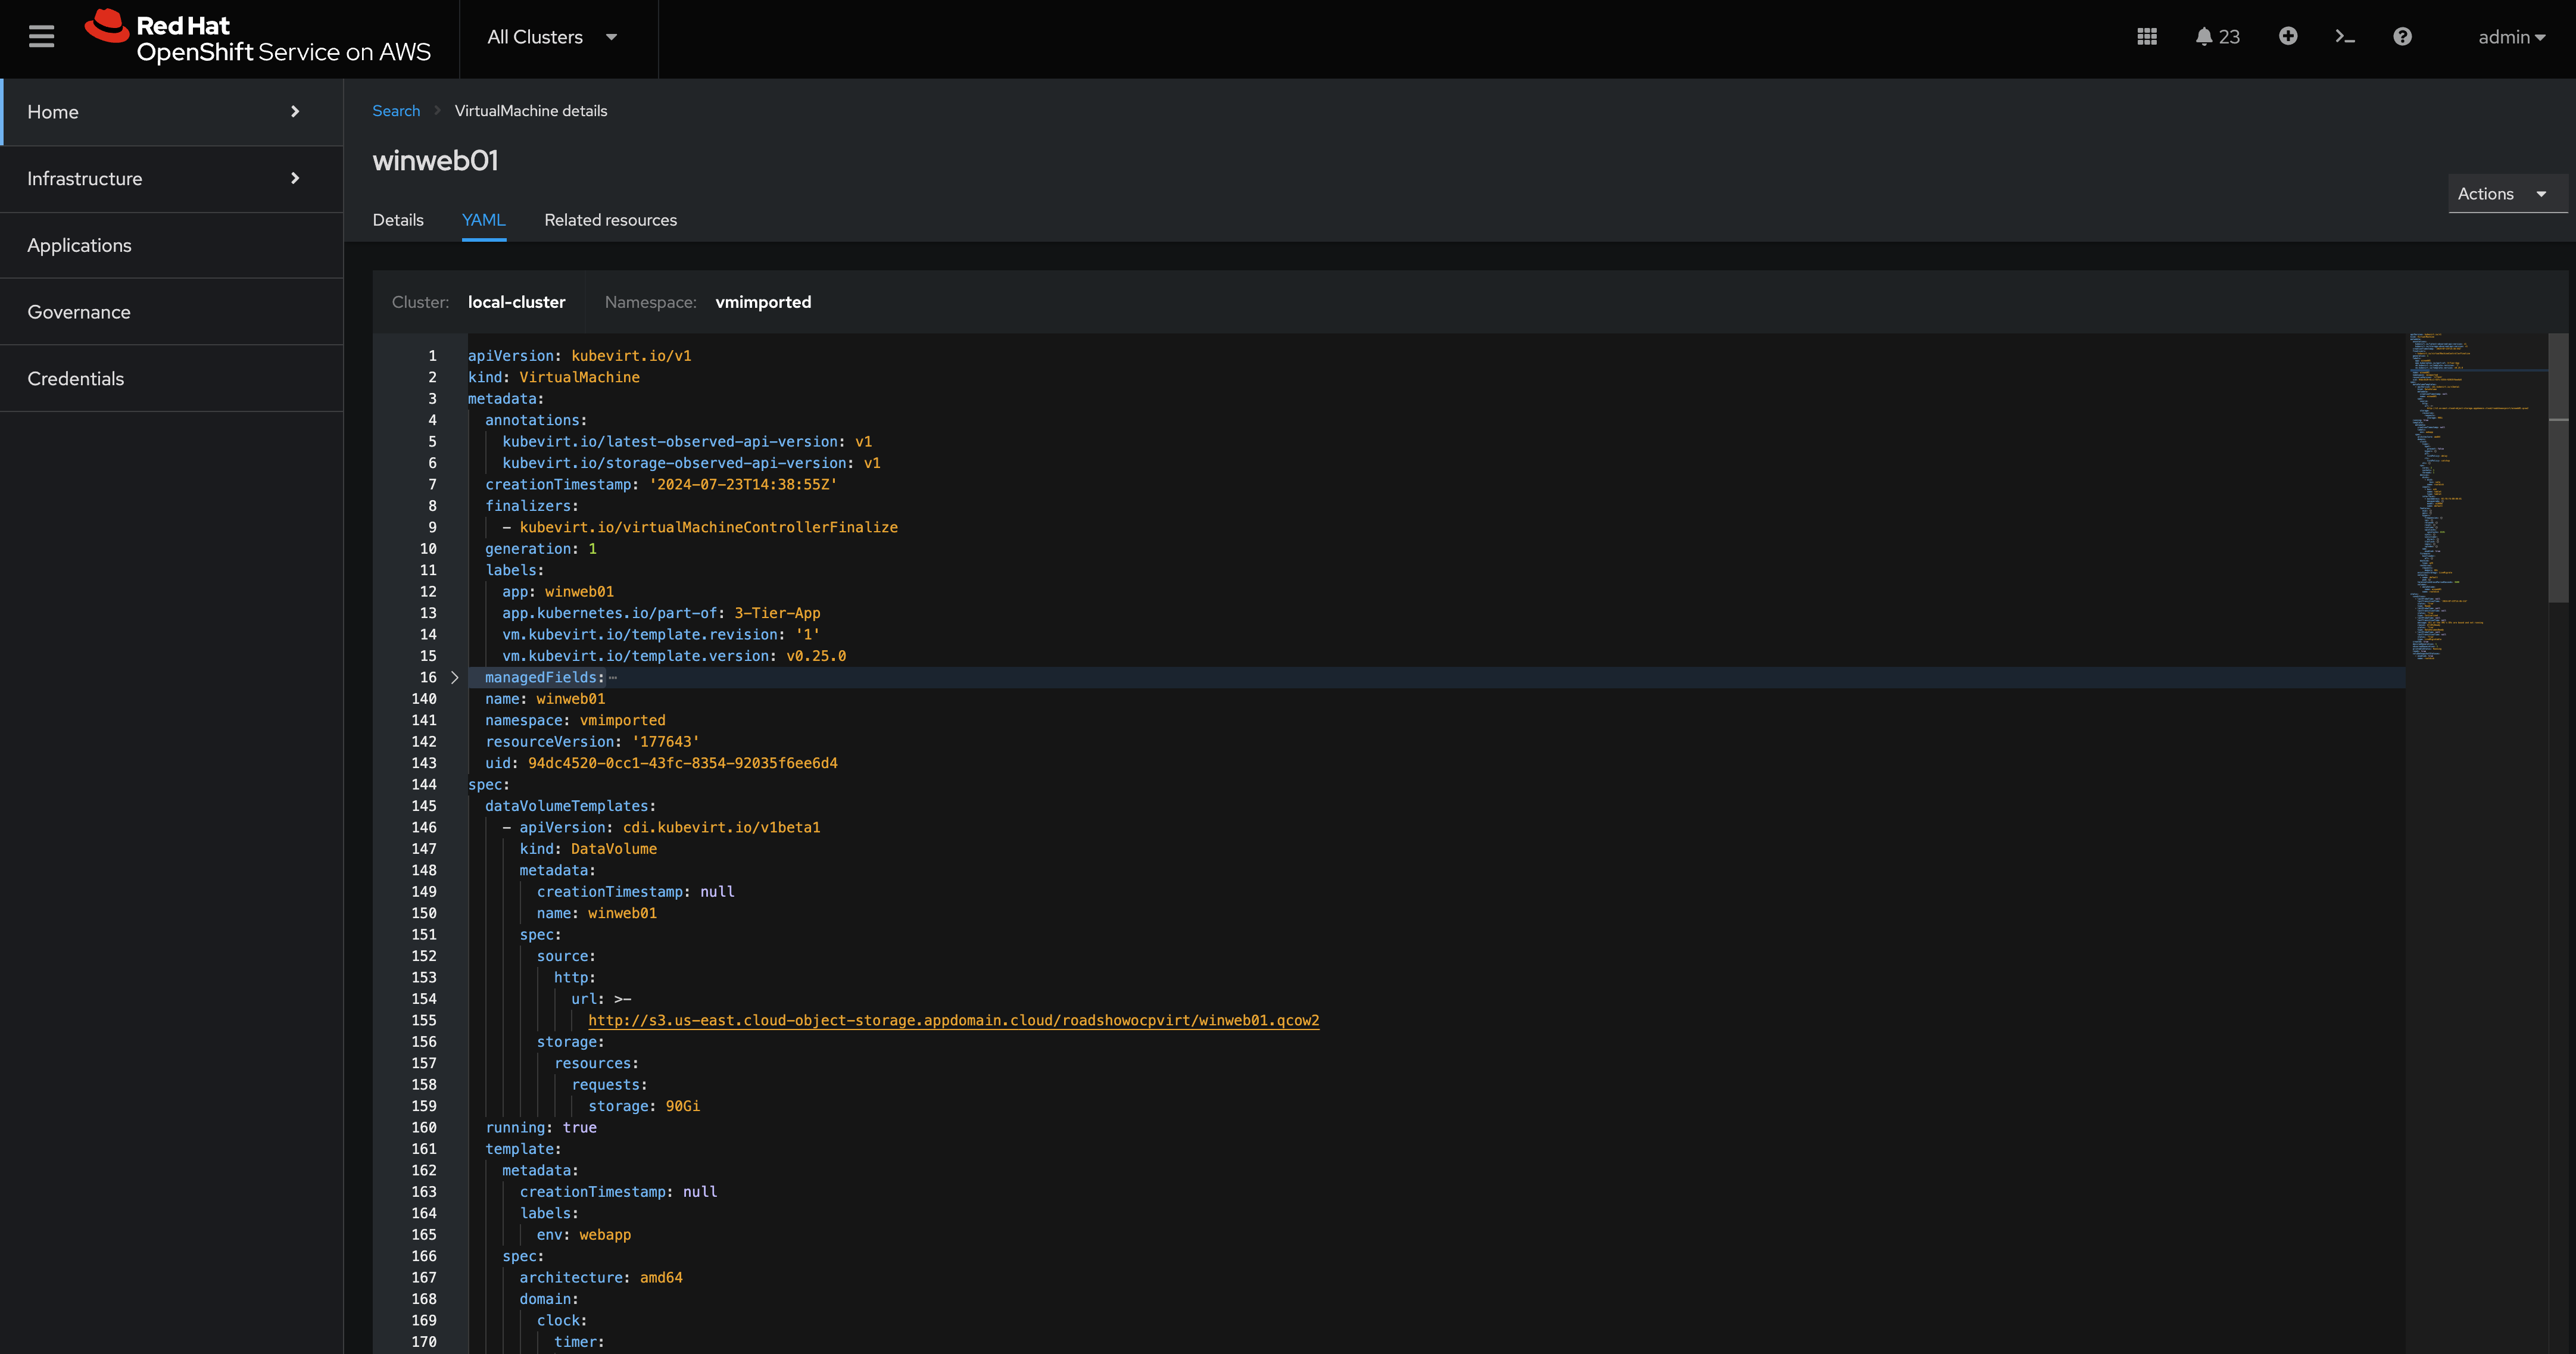 Red Hat
OpenShift Service on AWS
All Clusters
23
admin
Home
Infrastructure
Applications
Governance
Credentials
Search
VirtualMachine details
winweb01
Actions
Details YAML Related resources
Cluster: local-cluster Namespace: vmimported
1 apiVersion: kubevirt.io/v1
2 kind: VirtualMachine
3 metadata:
4 annotations:
5 kubevirt.io/latest-observed-api-version: v1
6 kubevirt.io/storage-observed-api-version: v1
7 creationTimestamp: '2024-07-23T14:38:55Z'
8 finalizers:
9 - kubevirt.io/virtualMachineControllerFinalize
10 generation: 1
11 labels:
12 app: winweb01
13 app.kubernetes.io/part-of: 3-Tier-App
14 vm.kubevirt.io/template.revision: '1'
15 vm.kubevirt.io/template.version: v0.25.0
16 managedFields:
140 name: winweb01
141 namespace: vmimported
142 resourceVersion: '177643'
143 uid: 94dc4520-0cc1-43fc-8354-92035f6ee6d4
144 spec:
145 dataVolumeTemplates:
146 - apiVersion: cdi.kubevirt.io/v1beta1
147 kind: DataVolume
148 metadata:
149 creationTimestamp: null
150 name: winweb01
151 spec:
152 source:
153 http:
154 url: >-
155 http://s3.us-east.cloud-object-storage.appdomain.cloud/roadshowocpvirt/winweb01.qcow2
156 storage:
157 resources:
158 requests:
159 storage: 90Gi
160 running: true
161 template:
162 metadata:
163 creationTimestamp: null
164 labels:
165 env: webapp
166 spec:
167 architecture: amd64
168 domain:
169 clock:
170 timer: